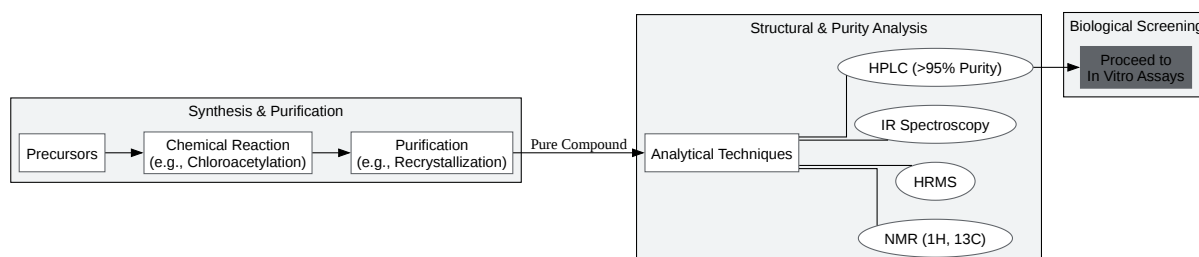 Synthesis & Purification
Precursors
Chemical Reaction
(e.g., Chloroacetylation)
Purification
(e.g., Recrystallization)
Pure Compound
Structural & Purity Analysis
Analytical Techniques
HPLC (>95% Purity)
IR Spectroscopy
HRMS
NMR (1H, 13C)
Biological Screening
Proceed to
In Vitro Assays